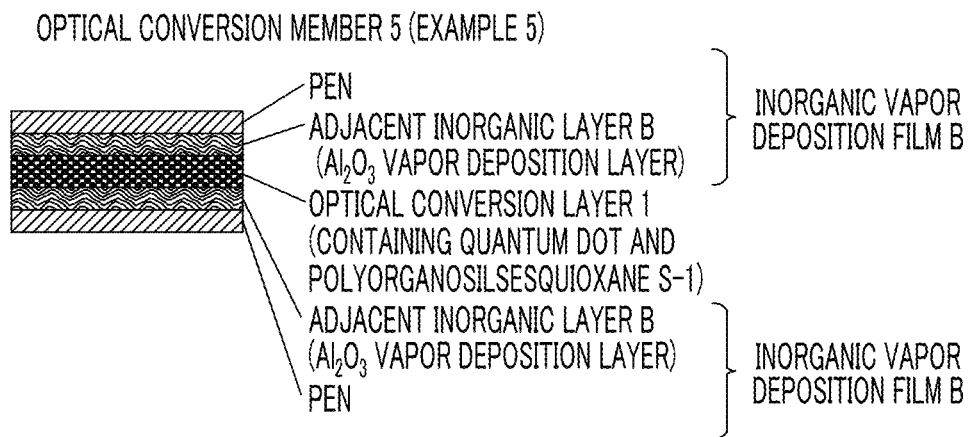 OPTICAL CONVERSION MEMBER 5 (EXAMPLE 5)
PEN
ADJACENT INORGANIC LAYER B
(Al₂O₃ VAPOR DEPOSITION LAYER)
INORGANIC VAPOR
DEPOSITION FILM B
OPTICAL CONVERSION LAYER 1
(CONTAINING QUANTUM DOT AND
POLYORGANOSILSESQUIOXANE S-1)
ADJACENT INORGANIC LAYER B
(Al₂O₃ VAPOR DEPOSITION LAYER)
PEN
INORGANIC VAPOR
DEPOSITION FILM B